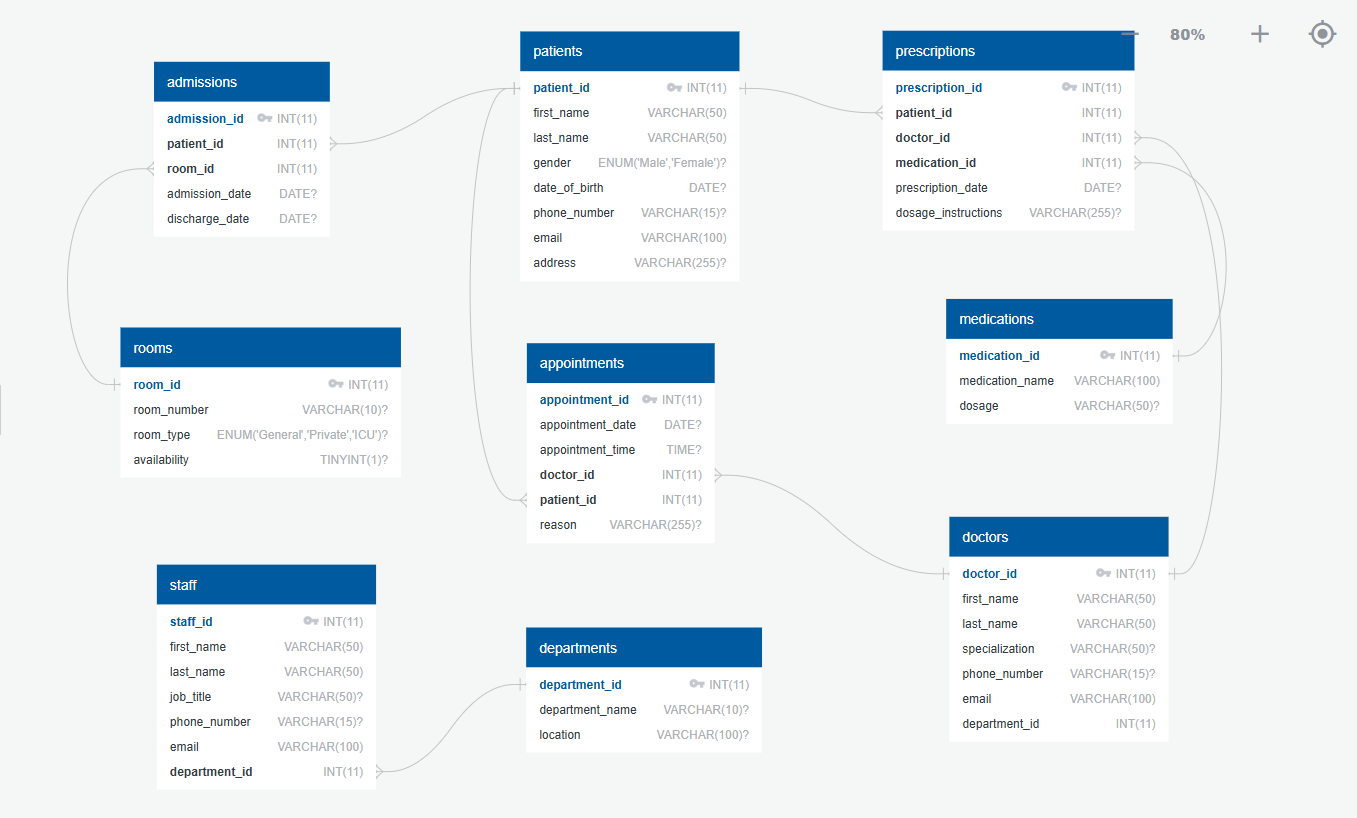 80%
admissions
admission_id INT(11)
patient_id INT(11)
room_id INT(11)
admission_date DATE?
discharge_date DATE?
patients
patient_id INT(11)
first_name VARCHAR(50)
last_name VARCHAR(50)
gender ENUM('Male','Female')?
date_of_birth DATE?
phone_number VARCHAR(15)?
email VARCHAR(100)
address VARCHAR(255)?
prescriptions
prescription_id INT(11)
patient_id INT(11)
doctor_id INT(11)
medication_id INT(11)
prescription_date DATE?
dosage_instructions VARCHAR(255)?
rooms
room_id INT(11)
room_number VARCHAR(10)?
room_type ENUM('General','Private','ICU')?
availability TINYINT(1)?
appointments
appointment_id INT(11)
appointment_date DATE?
appointment_time TIME?
doctor_id INT(11)
patient_id INT(11)
reason VARCHAR(255)?
medications
medication_id INT(11)
medication_name VARCHAR(100)
dosage VARCHAR(50)?
staff
staff_id INT(11)
first_name VARCHAR(50)
last_name VARCHAR(50)
job_title VARCHAR(50)?
phone_number VARCHAR(15)?
email VARCHAR(100)
department_id INT(11)
departments
department_id INT(11)
department_name VARCHAR(10)?
location VARCHAR(100)?
doctors
doctor_id INT(11)
first_name VARCHAR(50)
last_name VARCHAR(50)
specialization VARCHAR(50)?
phone_number VARCHAR(15)?
email VARCHAR(100)
department_id INT(11)